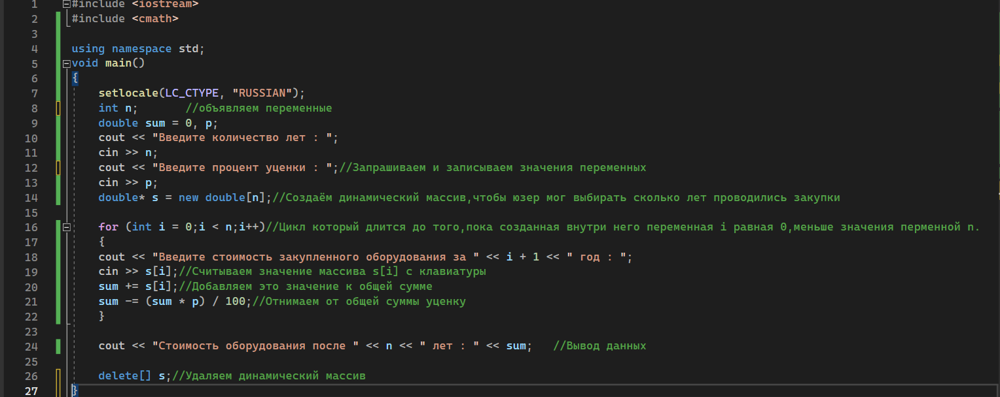 1 #include <iostream>
2 #include <cmath>
3
4 using namespace std;
5 void main()
6 {
7 setlocale(LC_CTYPE, "RUSSIAN");
8 int n; //объявляем переменные
9 double sum = 0, p;
10 cout << "Введите количество лет : ";
11 cin >> n;
12 cout << "Введите процент уценки : ";//Запрашиваем и записываем значения переменных
13 cin >> p;
14 double* s = new double[n];//Создаём динамический массив,чтобы юзер мог выбирать сколько лет проводились закупки
15
16 for (int i = 0;i < n;i++)//Цикл который длится до того,пока созданная внутри него переменная i равная 0,меньше значения перменной n.
17 {
18 cout << "Введите стоимость закупленного оборудования за " << i + 1 << " год : ";
19 cin >> s[i];//Считываем значение массива s[i] с клавиатуры
20 sum += s[i];//Добавляем это значение к общей сумме
21 sum -= (sum * p) / 100;//Отнимаем от общей суммы уценку
22 }
23
24 cout << "Стоимость оборудования после " << n << " лет : " << sum; //Вывод данных
25
26 delete[] s;//Удаляем динамический массив
27 }